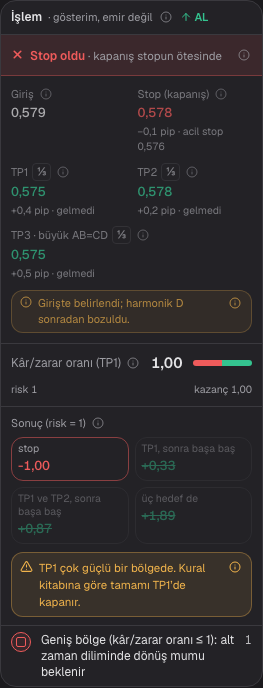 İşlem · gösterim, emir değil ↑ AL
× Stop oldu · kapanış stopun ötesinde
Giriş
0,579
Stop (kapanış)
0,578
−0,1 pip · acil stop
0,576
TP1 ⅓
0,575
+0,4 pip · gelmedi
TP2 ⅓
0,578
+0,2 pip · gelmedi
TP3 · büyük AB=CD ⅓
0,575
+0,5 pip · gelmedi
Girişte belirlendi; harmonik D
sonradan bozuldu.
Kâr/zarar oranı (TP1) 1,00
risk 1 kazanç 1,00
Sonuç (risk = 1)
stop
-1,00
TP1, sonra başa baş
+0,33
TP1 ve TP2, sonra
başa baş
+0,87
üç hedef de
+1,89
TP1 çok güçlü bir bölgede. Kural
kitabına göre tamamı TP1'de
kapanır.
Geniş bölge (kâr/zarar oranı ≤ 1): alt 1
zaman diliminde dönüş mumu
beklenir